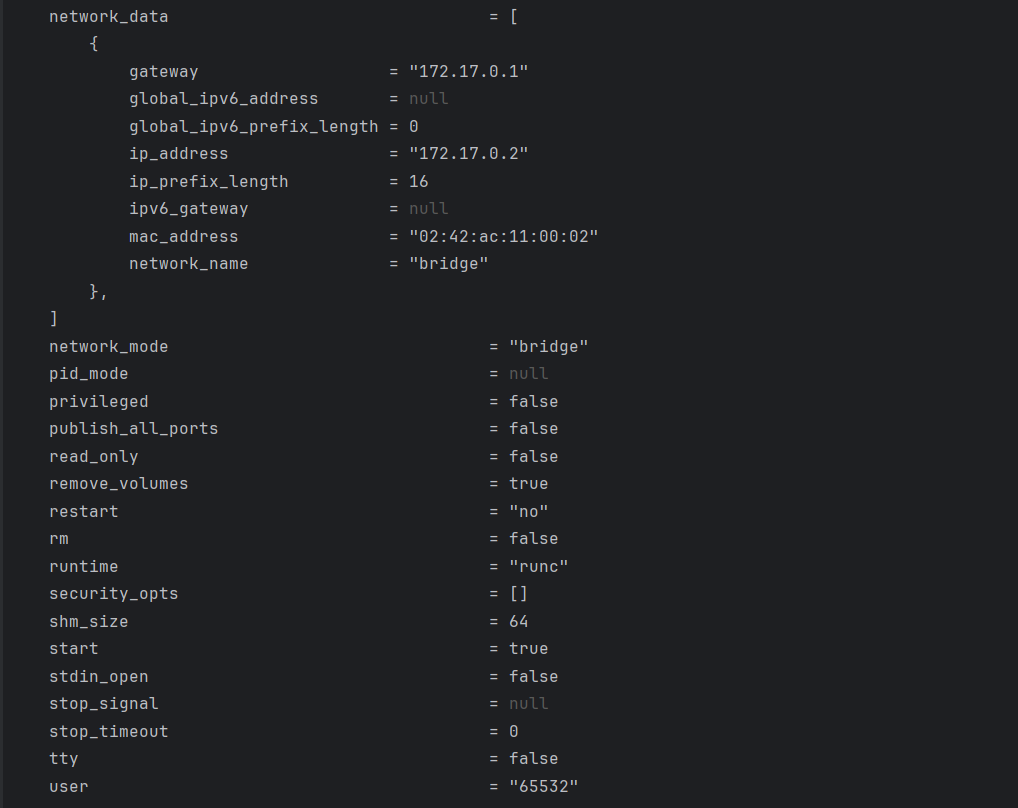 network_data = [
{
gateway = "172.17.0.1"
global_ipv6_address = null
global_ipv6_prefix_length = 0
ip_address = "172.17.0.2"
ip_prefix_length = 16
ipv6_gateway = null
mac_address = "02:42:ac:11:00:02"
network_name = "bridge"
},
]
network_mode = "bridge"
pid_mode = null
privileged = false
publish_all_ports = false
read_only = false
remove_volumes = true
restart = "no"
rm = false
runtime = "runc"
security_opts = []
shm_size = 64
start = true
stdin_open = false
stop_signal = null
stop_timeout = 0
tty = false
user = "65532"